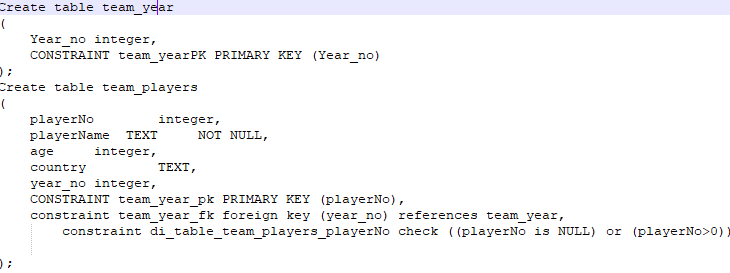 Create table team_year
(
    Year_no integer,
    CONSTRAINT team_yearPK PRIMARY KEY (Year_no)
);
Create table team_players
(
    playerNo        integer,
    playerName  TEXT     NOT NULL,
    age     integer,
    country         TEXT,
    year_no integer,
    CONSTRAINT team_year_pk PRIMARY KEY (playerNo),
    constraint team_year_fk foreign key (year_no) references team_year,
        constraint di_table_team_players_playerNo check ((playerNo is NULL) or (playerNo>0))
);